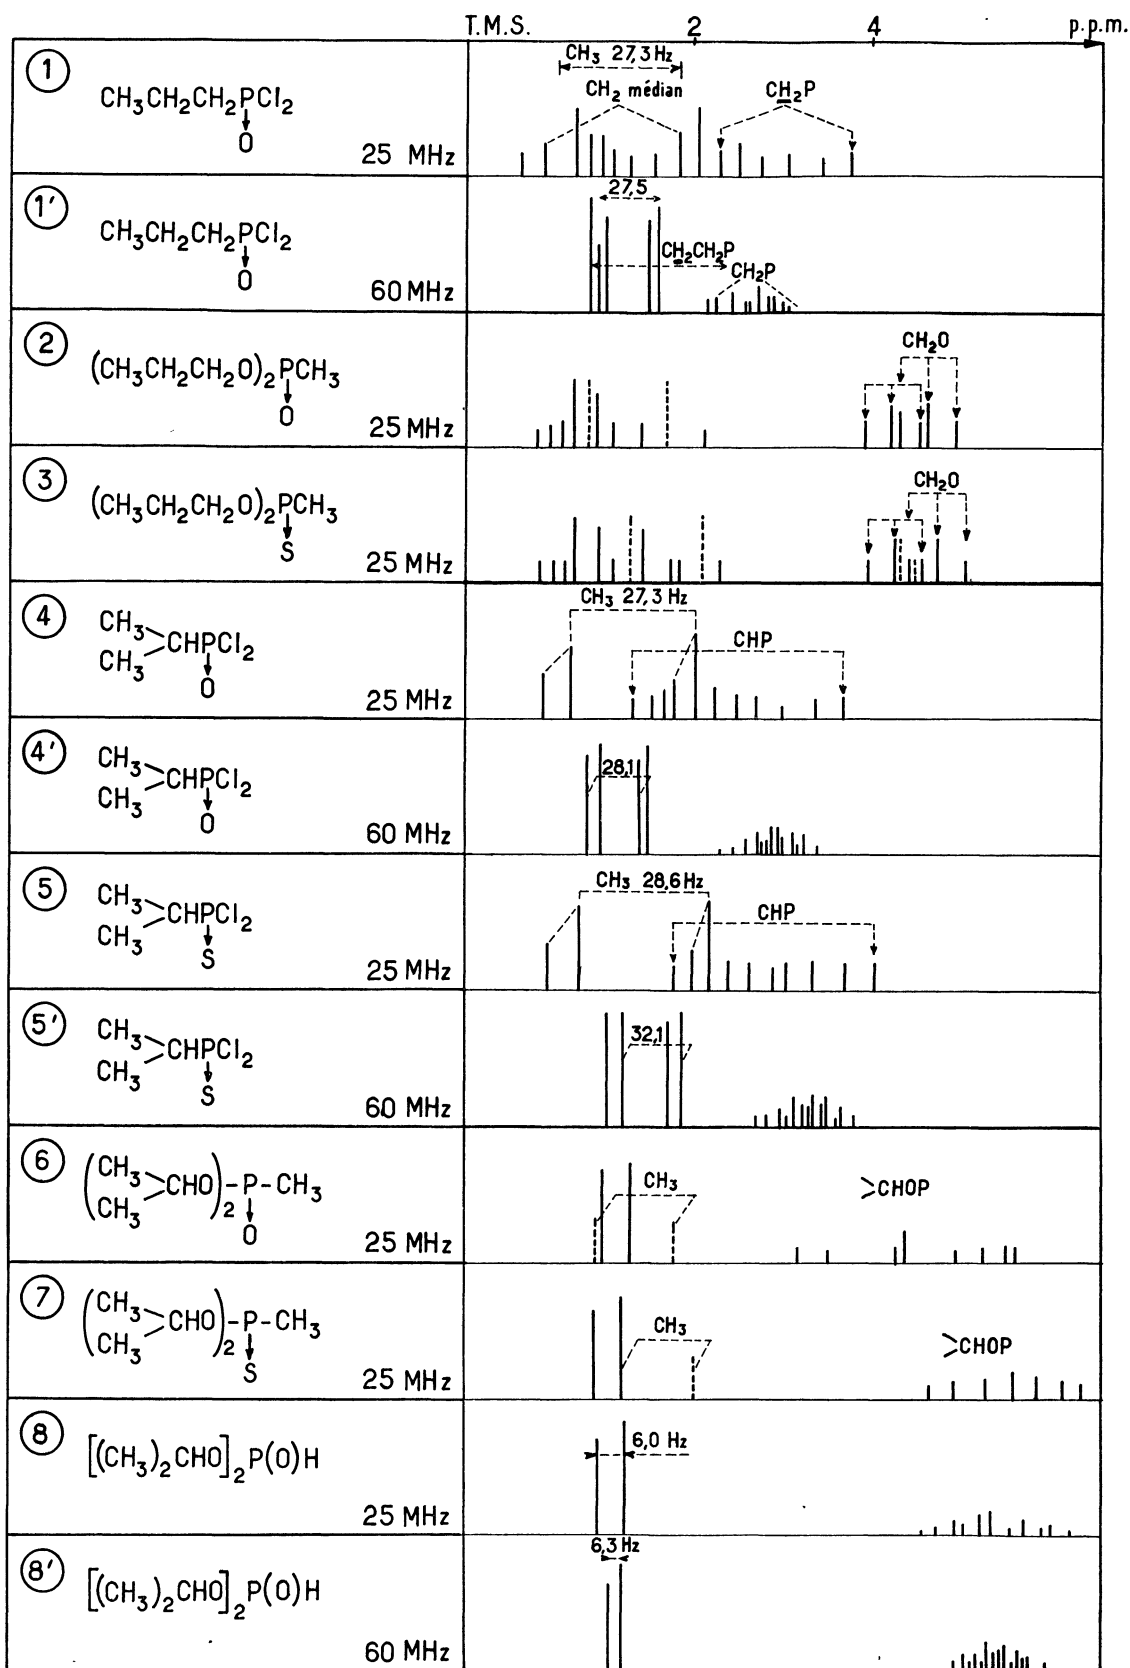 T.M.S. 2 4 p.p.m.
1
CH3CH2CH2PCl2
O
25 MHz
CH3 27,3 Hz
CH2 médian
CH2P
1'
CH3CH2CH2PCl2
O
60 MHz
27,5
CH2CH2P
CH2P
2
(CH3CH2CH2O)2PCH3
O
25 MHz
CH2O
3
(CH3CH2CH2O)2PCH3
S
25 MHz
CH2O
4
CH3
CHPCl2
CH3
O
25 MHz
CH3 27,3 Hz
CHP
4'
CH3
CHPCl2
CH3
O
60 MHz
28,1
5
CH3
CHPCl2
CH3
S
25 MHz
CH3 28,6 Hz
CHP
5'
CH3
CHPCl2
CH3
S
60 MHz
32,1
6
(CH3
CHO)2-P-CH3
CH3
O
25 MHz
CH3
>CHOP
7
(CH3
CHO)2-P-CH3
CH3
S
25 MHz
CH3
>CHOP
8
[(CH3)2CHO]2P(O)H
25 MHz
6,0 Hz
8'
[(CH3)2CHO]2P(O)H
60 MHz
6,3 Hz